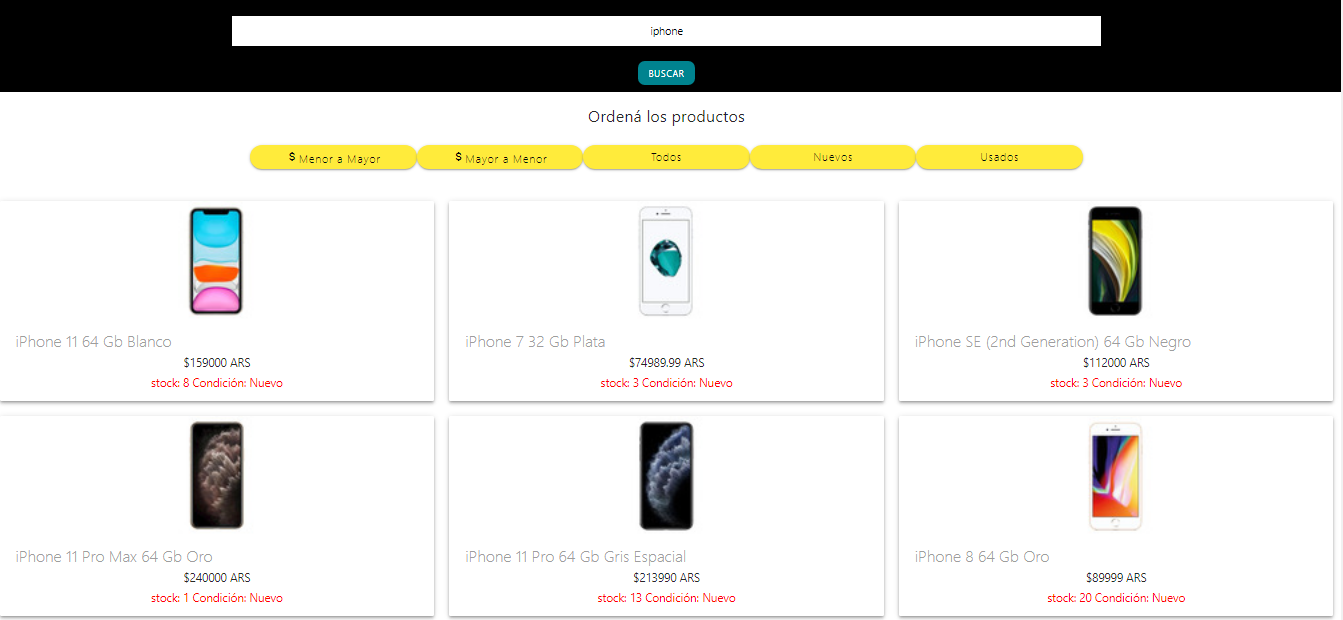 iphone
BUSCAR
Ordená los productos
$ Menor a Mayor
$ Mayor a Menor
Todos
Nuevos
Usados
iPhone 11 64 Gb Blanco
$159000 ARS
stock: 8 Condición: Nuevo
iPhone 7 32 Gb Plata
$74989.99 ARS
stock: 3 Condición: Nuevo
iPhone SE (2nd Generation) 64 Gb Negro
$112000 ARS
stock: 3 Condición: Nuevo
iPhone 11 Pro Max 64 Gb Oro
$240000 ARS
stock: 1 Condición: Nuevo
iPhone 11 Pro 64 Gb Gris Espacial
$213990 ARS
stock: 13 Condición: Nuevo
iPhone 8 64 Gb Oro
$89999 ARS
stock: 20 Condición: Nuevo